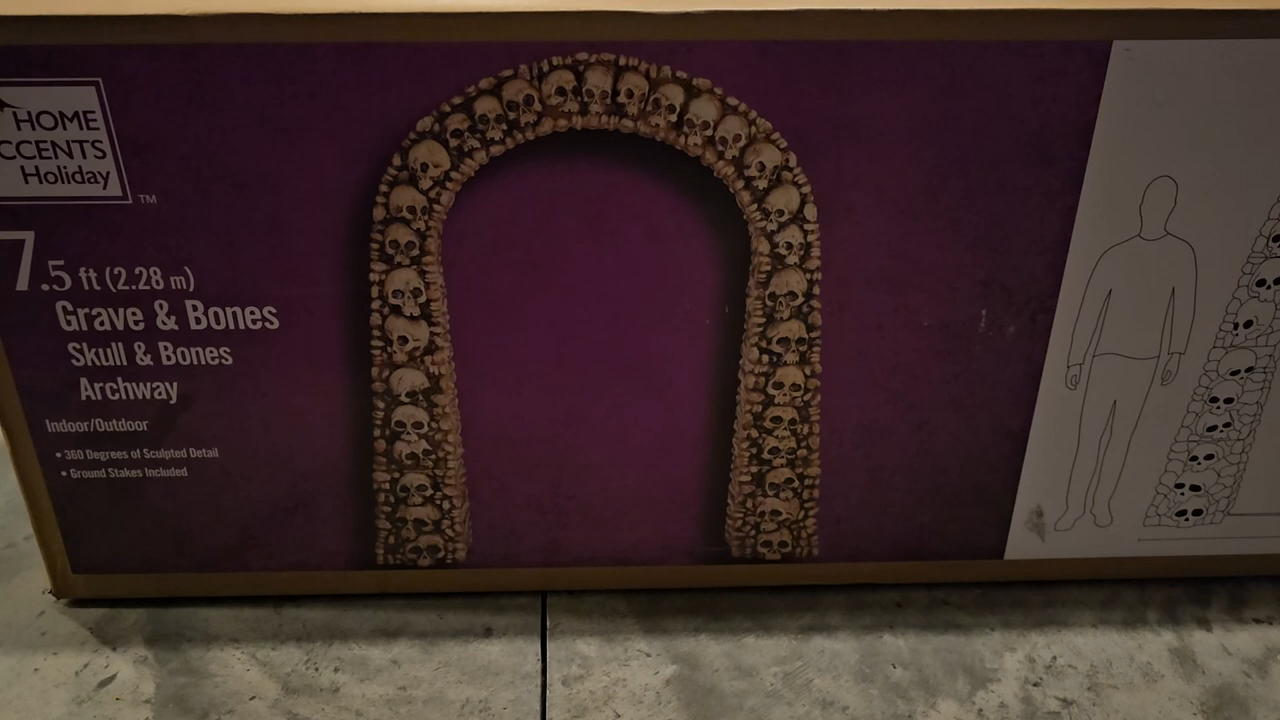 HOME
CCENTS
Holiday
TM
7.5 ft (2.28 m)
Grave & Bones
Skull & Bones
Archway
Indoor/Outdoor
• 360 Degrees of Sculpted Detail
• Ground Stakes Included